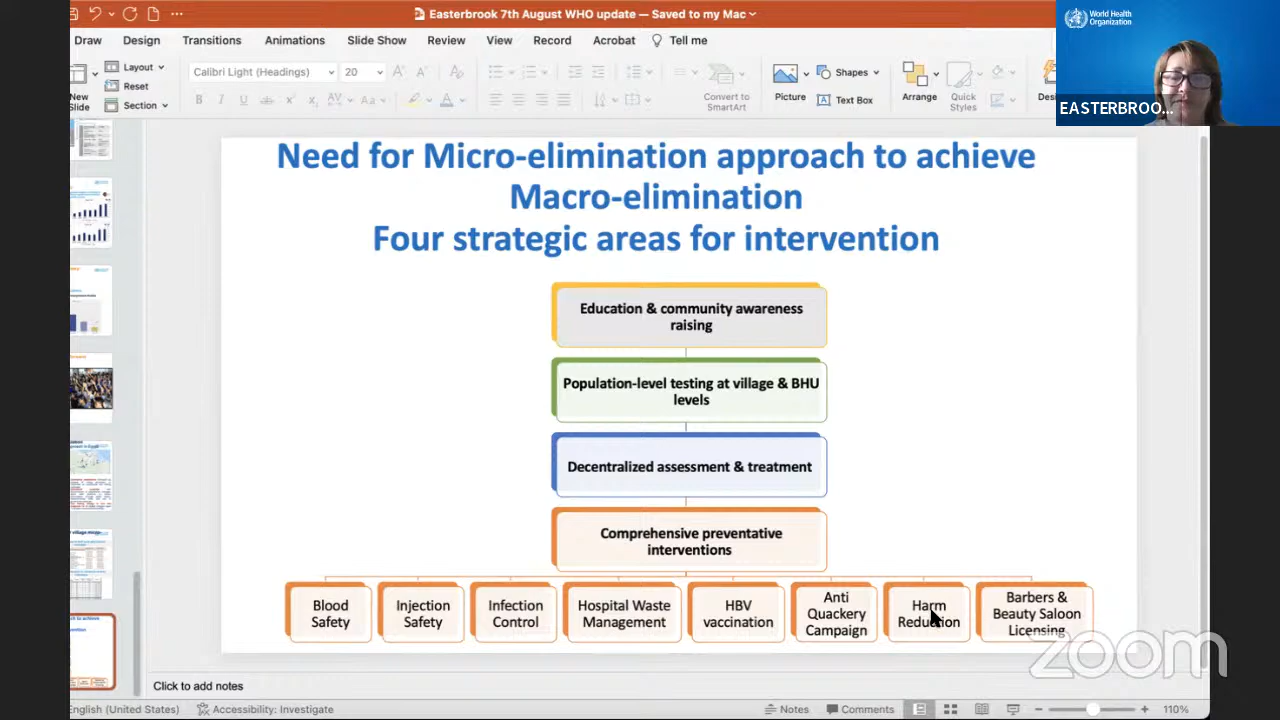 Easterbrook 7th August WHO update — Saved to my Mac
World Health
Organization
Draw Design Transitions Animations Slide Show Review View Record Acrobat Tell me
Layout
Reset
Section
New
Slide
Calibri Light (Headings) 20
Convert to
SmartArt
Picture
Shapes
Text Box
Arrange
Quick
Styles
EASTERBROO...
Need for Micro-elimination approach to achieve
Macro-elimination
Four strategic areas for intervention
Education & community awareness
raising
Population-level testing at village & BHU
levels
Decentralized assessment & treatment
Comprehensive preventative
interventions
Blood
Safety
Injection
Safety
Infection
Control
Hospital Waste
Management
HBV
vaccination
Anti
Quackery
Campaign
Harm
Reduction
Barbers &
Beauty Saloon
Licensing
zoom
Click to add notes
English (United States) Accessibility: Investigate Notes Comments 110%